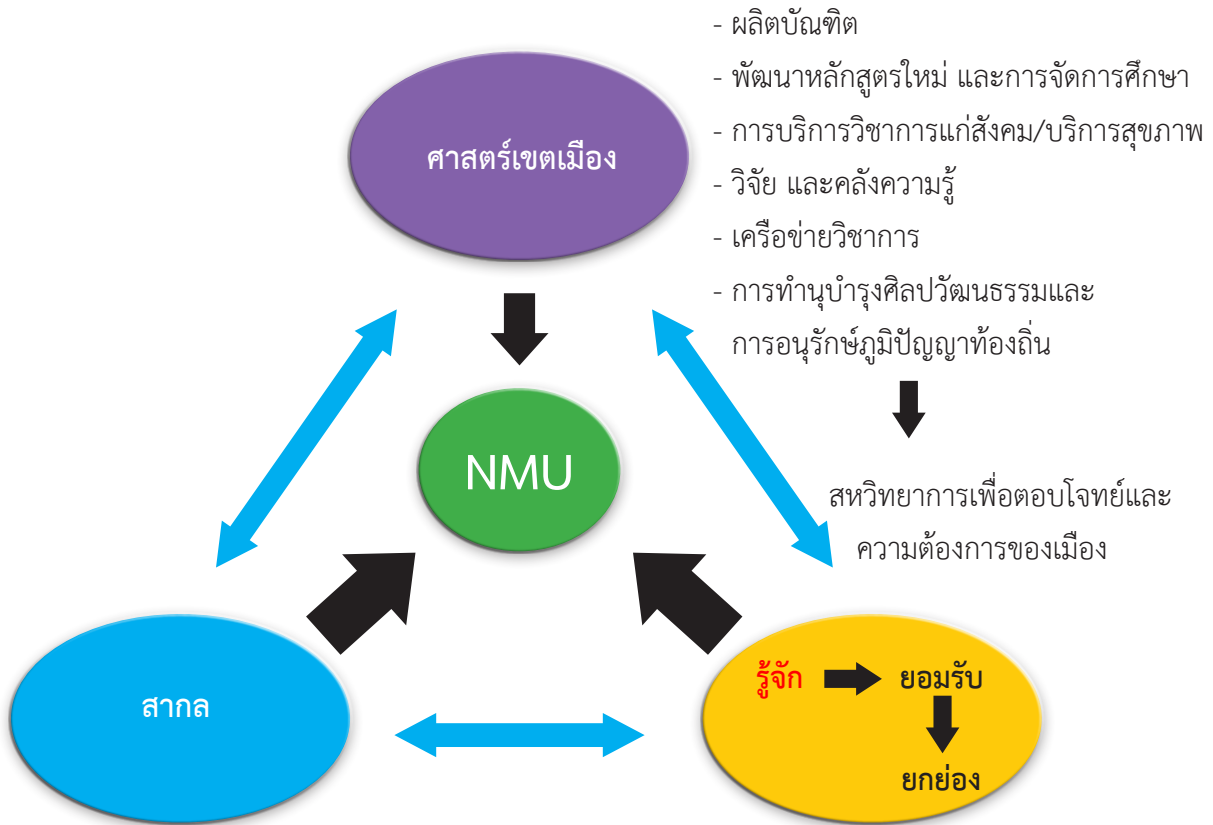 - ผลิตบัณฑิต
- พัฒนาหลักสูตรใหม่ และการจัดการศึกษา
- การบริการวิชาการแก่สังคม/บริการสุขภาพ
- วิจัย และคลังความรู้
- เครือข่ายวิชาการ
- การทำนุบำรุงศิลปวัฒนธรรมและ
การอนุรักษ์ภูมิปัญญาท้องถิ่น
สหวิทยาการเพื่อตอบโจทย์และ
ความต้องการของเมือง
ศาสตร์เขตเมือง
NMU
สากล
รู้จัก ยอมรับ
ยกย่อง